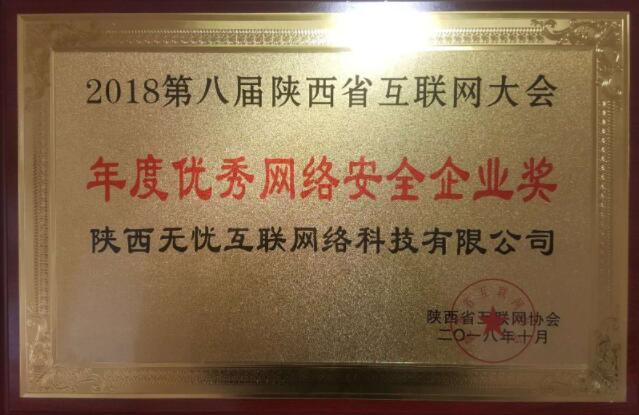 2018第八届陕西省互联网大会
年度优秀网络安全企业奖
陕西无忧互联网络科技有限公司
陕西省互联网协会
二〇一八年十月